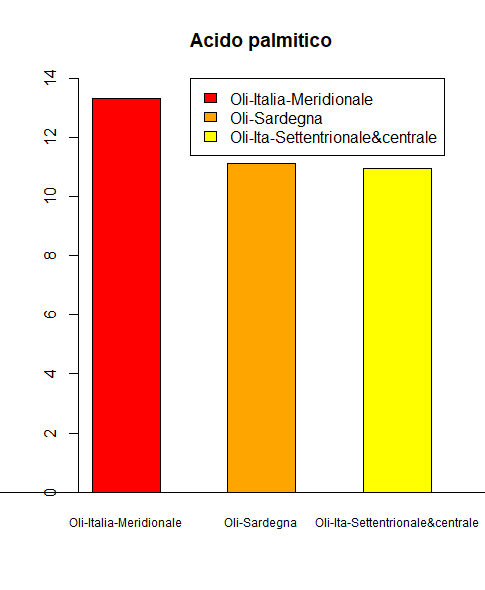 Acido palmitico
Oli-Italia-Meridionale
Oli-Sardegna
Oli-Ita-Settentrionale&centrale
14
12
10
8
6
4
2
0
Oli-Italia-Meridionale Oli-Sardegna Oli-Ita-Settentrionale&centrale